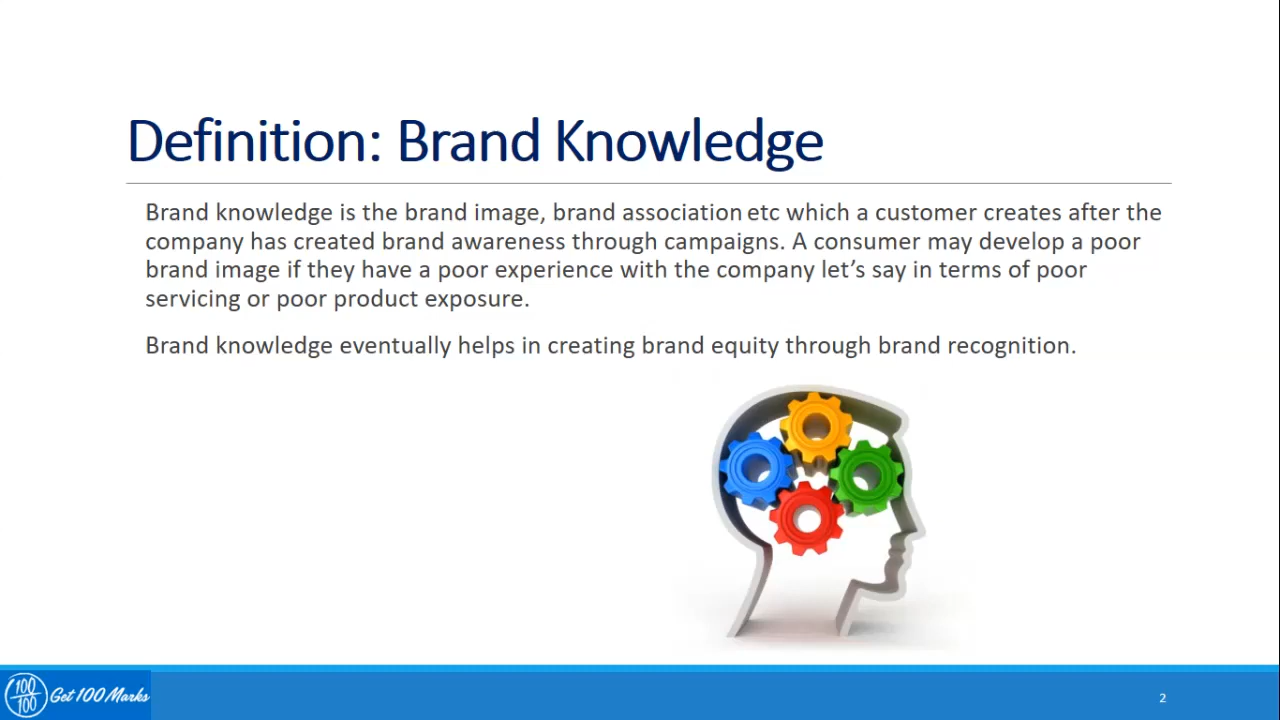 Definition: Brand Knowledge
Brand knowledge is the brand image, brand association etc which a customer creates after the
company has created brand awareness through campaigns. A consumer may develop a poor
brand image if they have a poor experience with the company let’s say in terms of poor
servicing or poor product exposure.
Brand knowledge eventually helps in creating brand equity through brand recognition.
100
100
Get 100 Marks
2